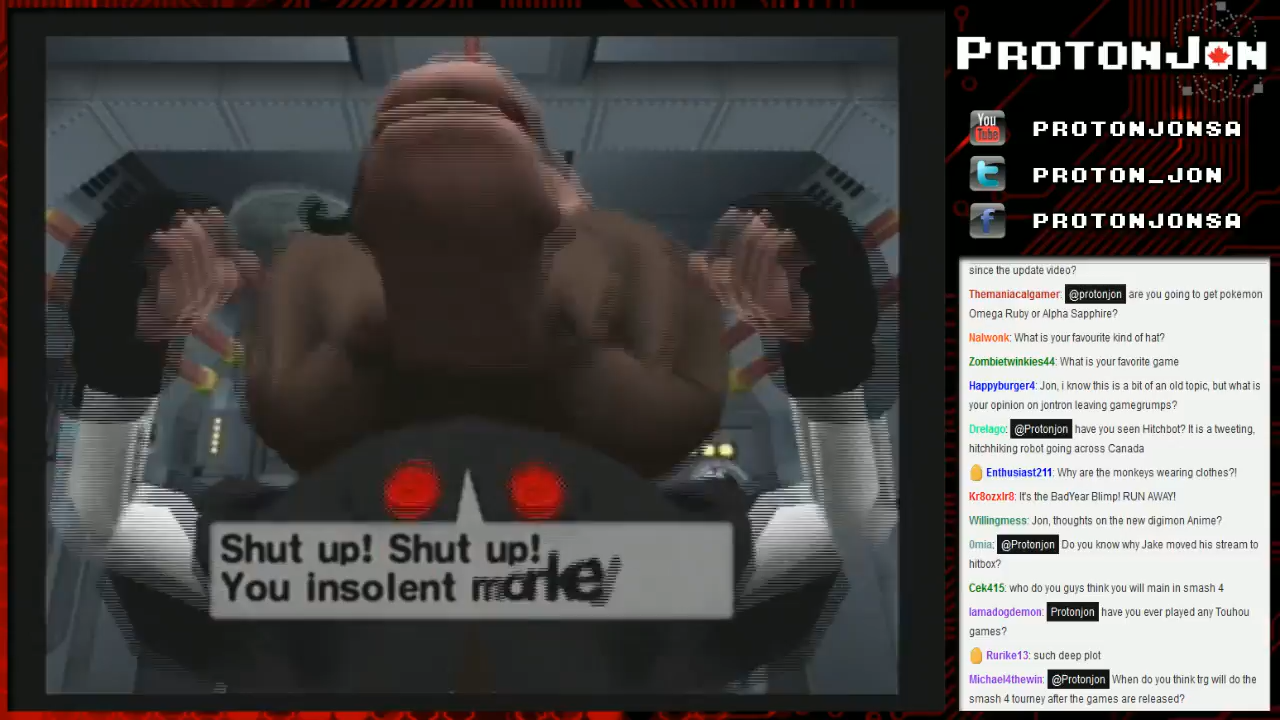 PROTONJON
You
Tube
PROTONJONSA
t
PROTON_JON
f
PROTONJONSA
Shut up! Shut up!
You insolent monkey
since the update video?
Themaniacalgamer: @protonjon are you going to get pokemon
Omega Ruby or Alpha Sapphire?
Nalwonk: What is your favourite kind of hat?
Zombietwinkies44: What is your favorite game
Happyburger4: Jon, i know this is a bit of an old topic, but what is
your opinion on jontron leaving gamegrumps?
Drelago: @Protonjon have you seen Hitchbot? It is a tweeting,
hitchhiking robot going across Canada
Enthusiast211: Why are the monkeys wearing clothes?!
Kr8ozxlr8: It's the BadYear Blimp! RUN AWAY!
Willingmess: Jon, thoughts on the new digimon Anime?
0mia: @Protonjon Do you know why Jake moved his stream to
hitbox?
Cek415: who do you guys think you will main in smash 4
Iamadogdemon: Protonjon have you ever played any Touhou
games?
Rurike13: such deep plot
Michael4thewin: @Protonjon When do you think trg will do the
smash 4 tourney after the games are released?